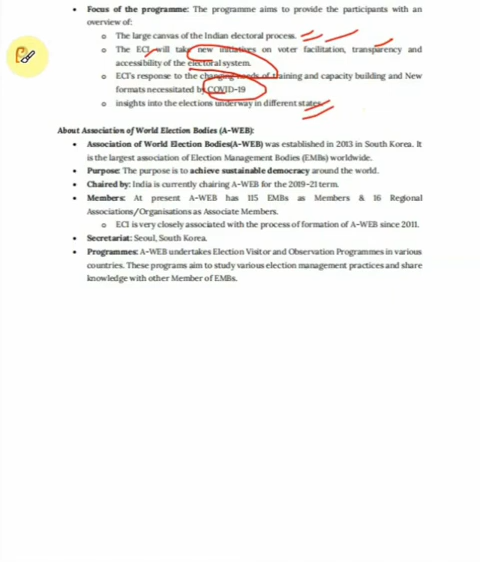 • Focus of the programme: The programme aims to provide the participants with an
overview of:
o The large canvas of the Indian electoral process.
o The ECI will take new initiatives on voter facilitation, transparency and
accessibility of the electoral system.
o ECI's response to the changing needs of training and capacity building and New
formats necessitated by COVID-19
o insights into the elections underway in different states.
About Association of World Election Bodies (A-WEB):
• Association of World Election Bodies(A-WEB) was established in 2013 in South Korea. It
is the largest association of Election Management Bodies (EMBs) worldwide.
• Purpose: The purpose is to achieve sustainable democracy around the world.
• Chaired by: India is currently chairing A-WEB for the 2019-21 term.
• Members: At present A-WEB has 115 EMBs as Members & 16 Regional
Associations/Organisations as Associate Members.
o ECI is very closely associated with the process of formation of A-WEB since 2011.
• Secretariat: Seoul, South Korea.
• Programmes: A-WEB undertakes Election Visitor and Observation Programmes in various
countries. These programs aim to study various election management practices and share
knowledge with other Member of EMBs.